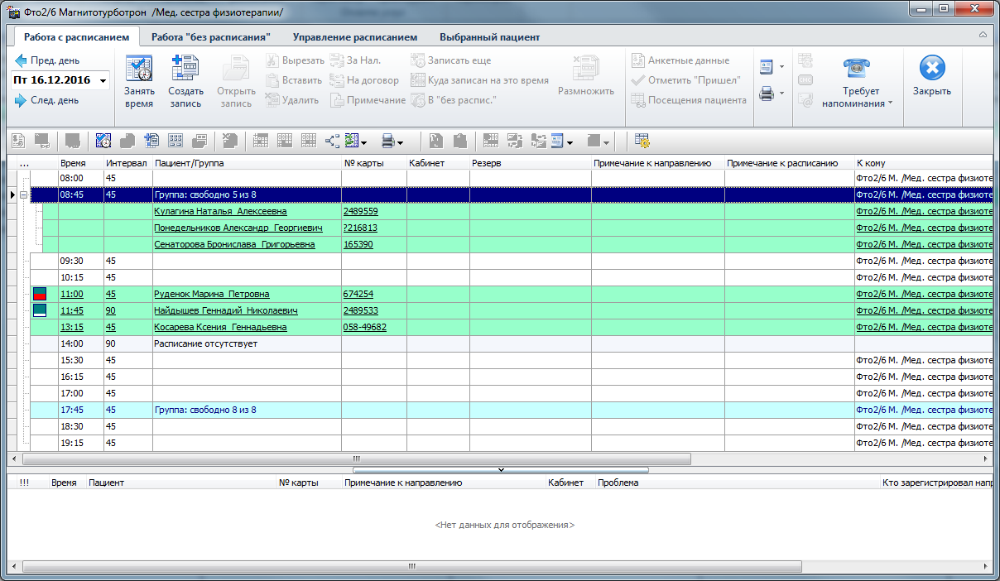 Фто2/6 Магнитотурботрон /Мед. сестра физиотерапии/
Работа с расписанием Работа "без расписания" Управление расписанием Выбранный пациент
Пред. день
Пт 16.12.2016
След. день
Занять время
Создать запись
Открыть запись
Вырезать За Нал.
Вставить На договор
Удалить Примечание
Записать еще
Куда записан на это время
В "без распис."
Размножить
Анкетные данные
Отметить "Пришел"
Посещения пациента
Требует напоминания
Закрыть
... Время Интервал Пациент/Группа № карты Кабинет Резерв Примечание к направлению Примечание к расписанию К кому
08:00 45 Фто2/6 М. /Мед. сестра физиоте
08:45 45 Группа: свободно 5 из 8 Фто2/6 М. /Мед. сестра физиоте
Кулагина Наталья Алексеевна 2489559 Фто2/6 М. /Мед. сестра физиоте
Понедельников Александр Георгиевич ?216813 Фто2/6 М. /Мед. сестра физиоте
Сенаторова Бронислава Григорьевна 165390 Фто2/6 М. /Мед. сестра физиоте
09:30 45 Фто2/6 М. /Мед. сестра физиоте
10:15 45 Фто2/6 М. /Мед. сестра физиоте
11:00 45 Руденок Марина Петровна 674254 Фто2/6 М. /Мед. сестра физиоте
11:45 90 Найдышев Геннадий Николаевич 2489533 Фто2/6 М. /Мед. сестра физиоте
13:15 45 Косарева Ксения Геннадьевна 058-49682 Фто2/6 М. /Мед. сестра физиоте
14:00 90 Расписание отсутствует
15:30 45 Фто2/6 М. /Мед. сестра физиоте
16:15 45 Фто2/6 М. /Мед. сестра физиоте
17:00 45 Фто2/6 М. /Мед. сестра физиоте
17:45 45 Группа: свободно 8 из 8 Фто2/6 М. /Мед. сестра физиоте
18:30 45 Фто2/6 М. /Мед. сестра физиоте
19:15 45 Фто2/6 М. /Мед. сестра физиоте
!!! Время Пациент № карты Примечание к направлению Кабинет Проблема Кто зарегистрировал напр
<Нет данных для отображения>